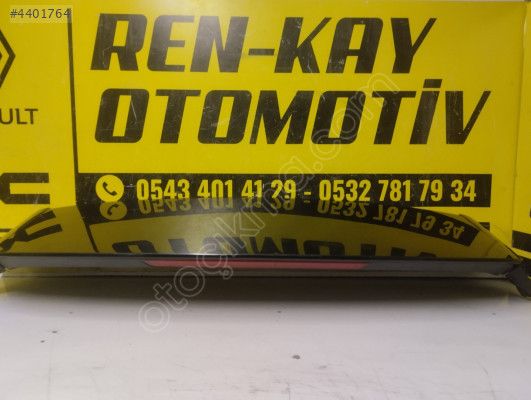 #4401764
REN-KAY
OTOMOTİV
ULT
0543 401 41 29 - 0532 781 79 34
otoçıkma.com